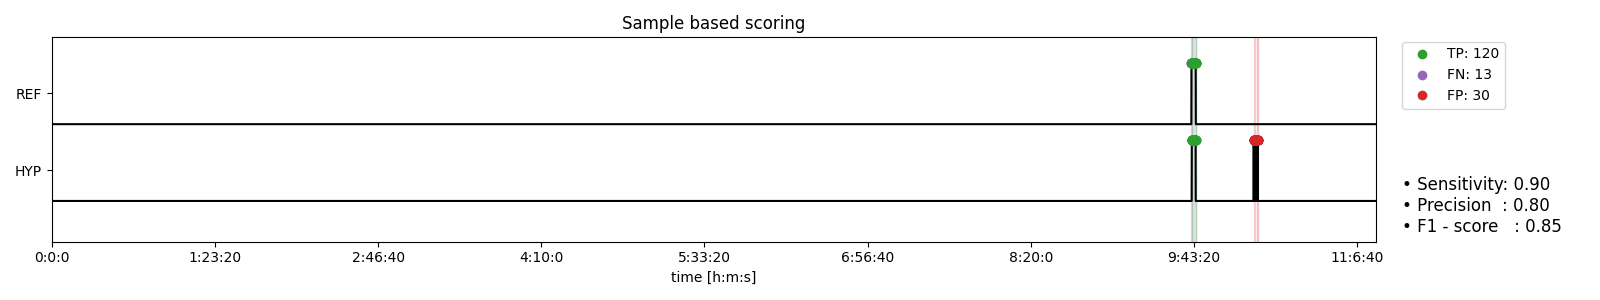 Sample based scoring
REF
HYP
0:0:0 1:23:20 2:46:40 4:10:0 5:33:20 6:56:40 8:20:0 9:43:20 11:6:40
time [h:m:s]
TP: 120
FN: 13
FP: 30
• Sensitivity: 0.90
• Precision : 0.80
• F1 - score : 0.85